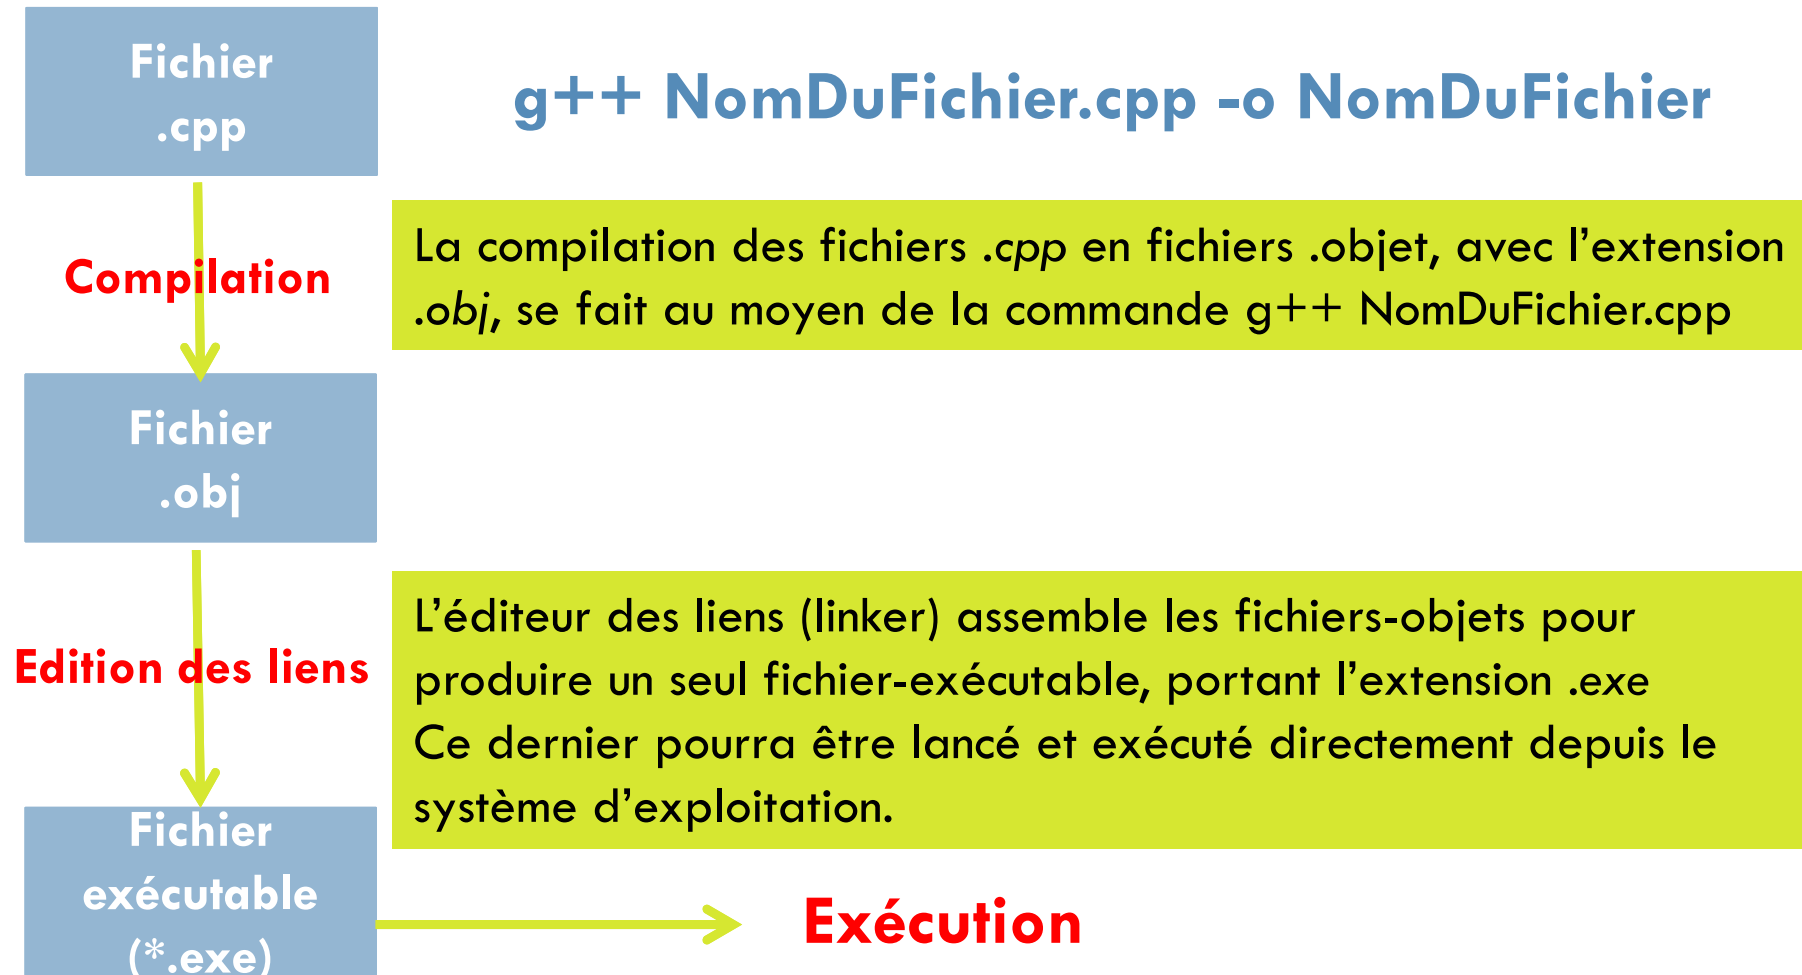 Fichier
.cpp
g++ NomDuFichier.cpp -o NomDuFichier
Compilation
La compilation des fichiers .cpp en fichiers .objet, avec l’extension
.obj, se fait au moyen de la commande g++ NomDuFichier.cpp
Fichier
.obj
Edition des liens
L’éditeur des liens (linker) assemble les fichiers-objets pour
produire un seul fichier-exécutable, portant l’extension .exe
Ce dernier pourra être lancé et exécuté directement depuis le
système d’exploitation.
Fichier
exécutable
(*.exe)
Exécution